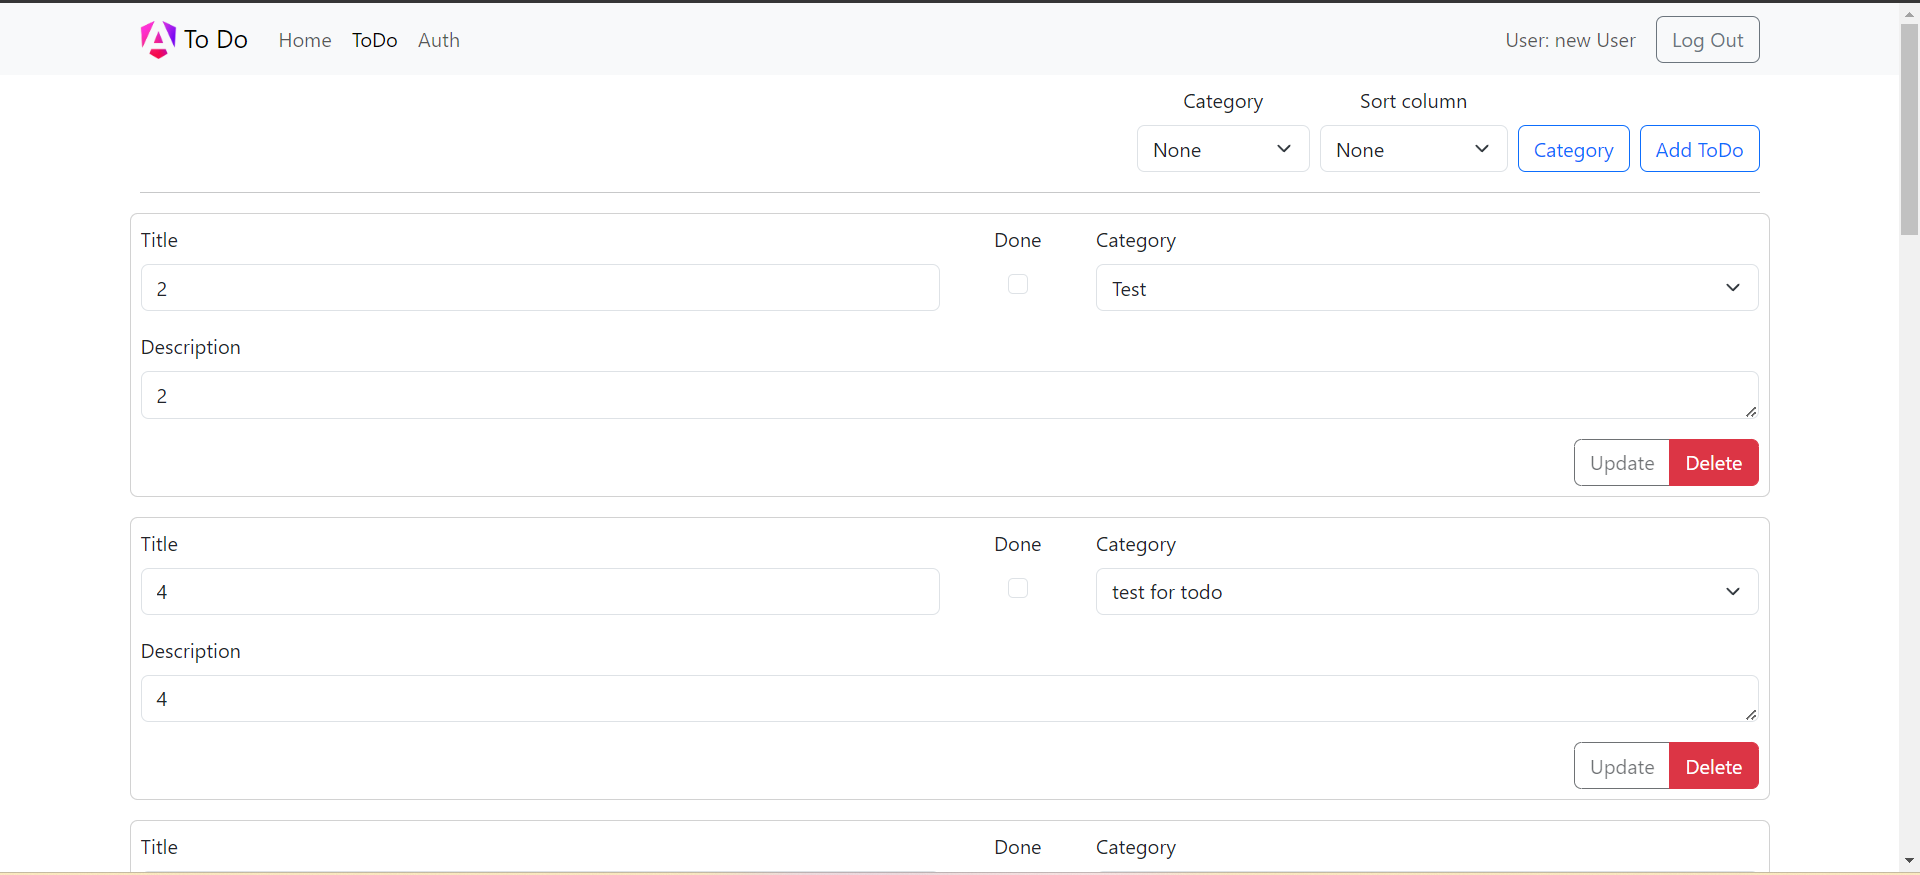 To Do Home ToDo Auth User: new User Log Out
Category Sort column
None None Category Add ToDo
Title Done Category
2 Test
Description
2
Update Delete
Title Done Category
4 test for todo
Description
4
Update Delete
Title Done Category